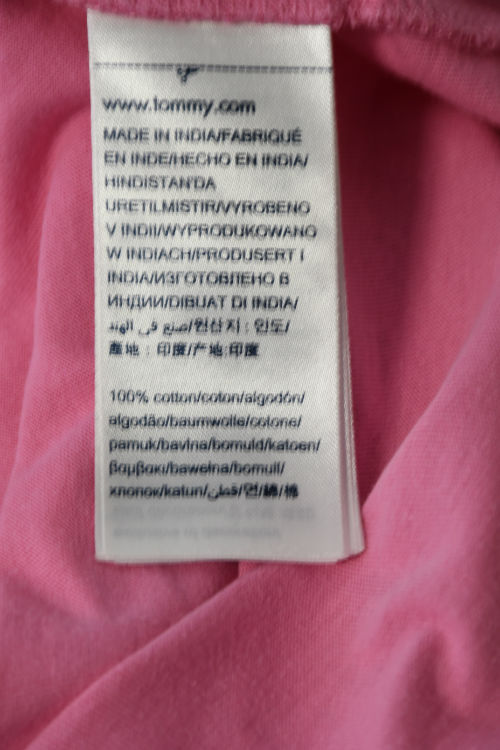 www.tommy.com
MADE IN INDIA/FABRIQUÉ
EN INDE/HECHO EN INDIA/
HINDISTAN'DA
URETILMISTIR/VYROBENO
V INDII/WYPRODUKOWANO
W INDIACH/PRODUSERT I
INDIA/ИЗГОТОВЛЕНО В
ИНДИИ/DIBUAT DI INDIA/
صنع في الهند/원산지 : 인도/
產地 : 印度/产地:印度
100% cotton/coton/algodón/
algodão/baumwolle/cotone/
pamuk/bavlna/bomuld/katoen/
βαμβακι/bawełna/bomull/
хлопок/katun/قطن/면/綿/棉